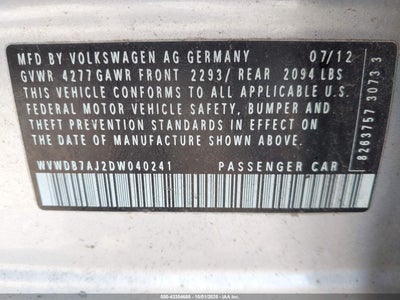 MFD BY VOLKSWAGEN AG GERMANY 07/12
GVWR 4277 GAWR FRONT 2293/ REAR 2094 LBS
THIS VEHICLE CONFORMS TO ALL APPLICABLE U.S.
FEDERAL MOTOR VEHICLE SAFETY, BUMPER AND
THEFT PREVENTION STANDARDS IN EFFECT ON THE
DATE OF MANUFACTURE SHOWN ABOVE.
WVWDB7AJ2DW040241 PASSENGER CAR
8263757 3073 3
IAA Inc.